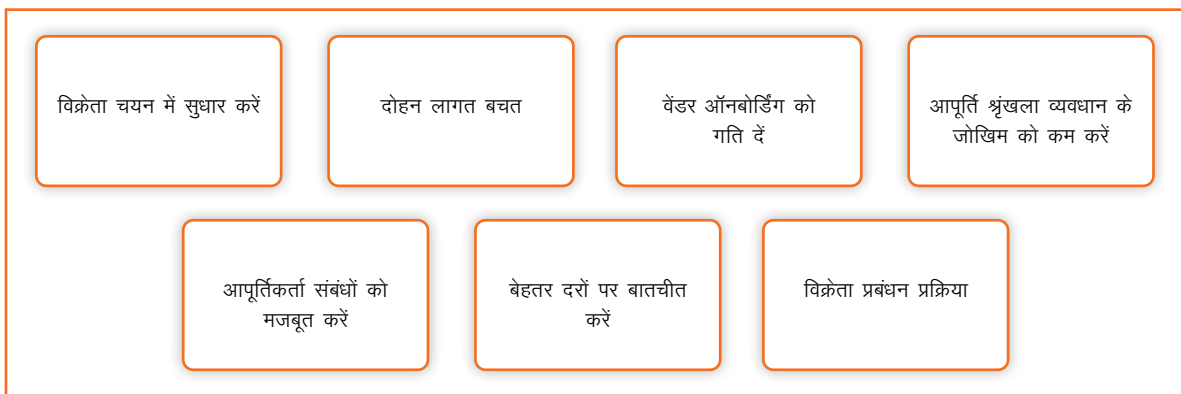 विक्रेता चयन में सुधार करें
दोहन लागत बचत
वेंडर ऑनबोर्डिंग को
गति दें
आपूर्ति श्रृंखला व्यवधान के
जोखिम को कम करें
आपूर्तिकर्ता संबंधों को
मजबूत करें
बेहतर दरों पर बातचीत
करें
विक्रेता प्रबंधन प्रक्रिया